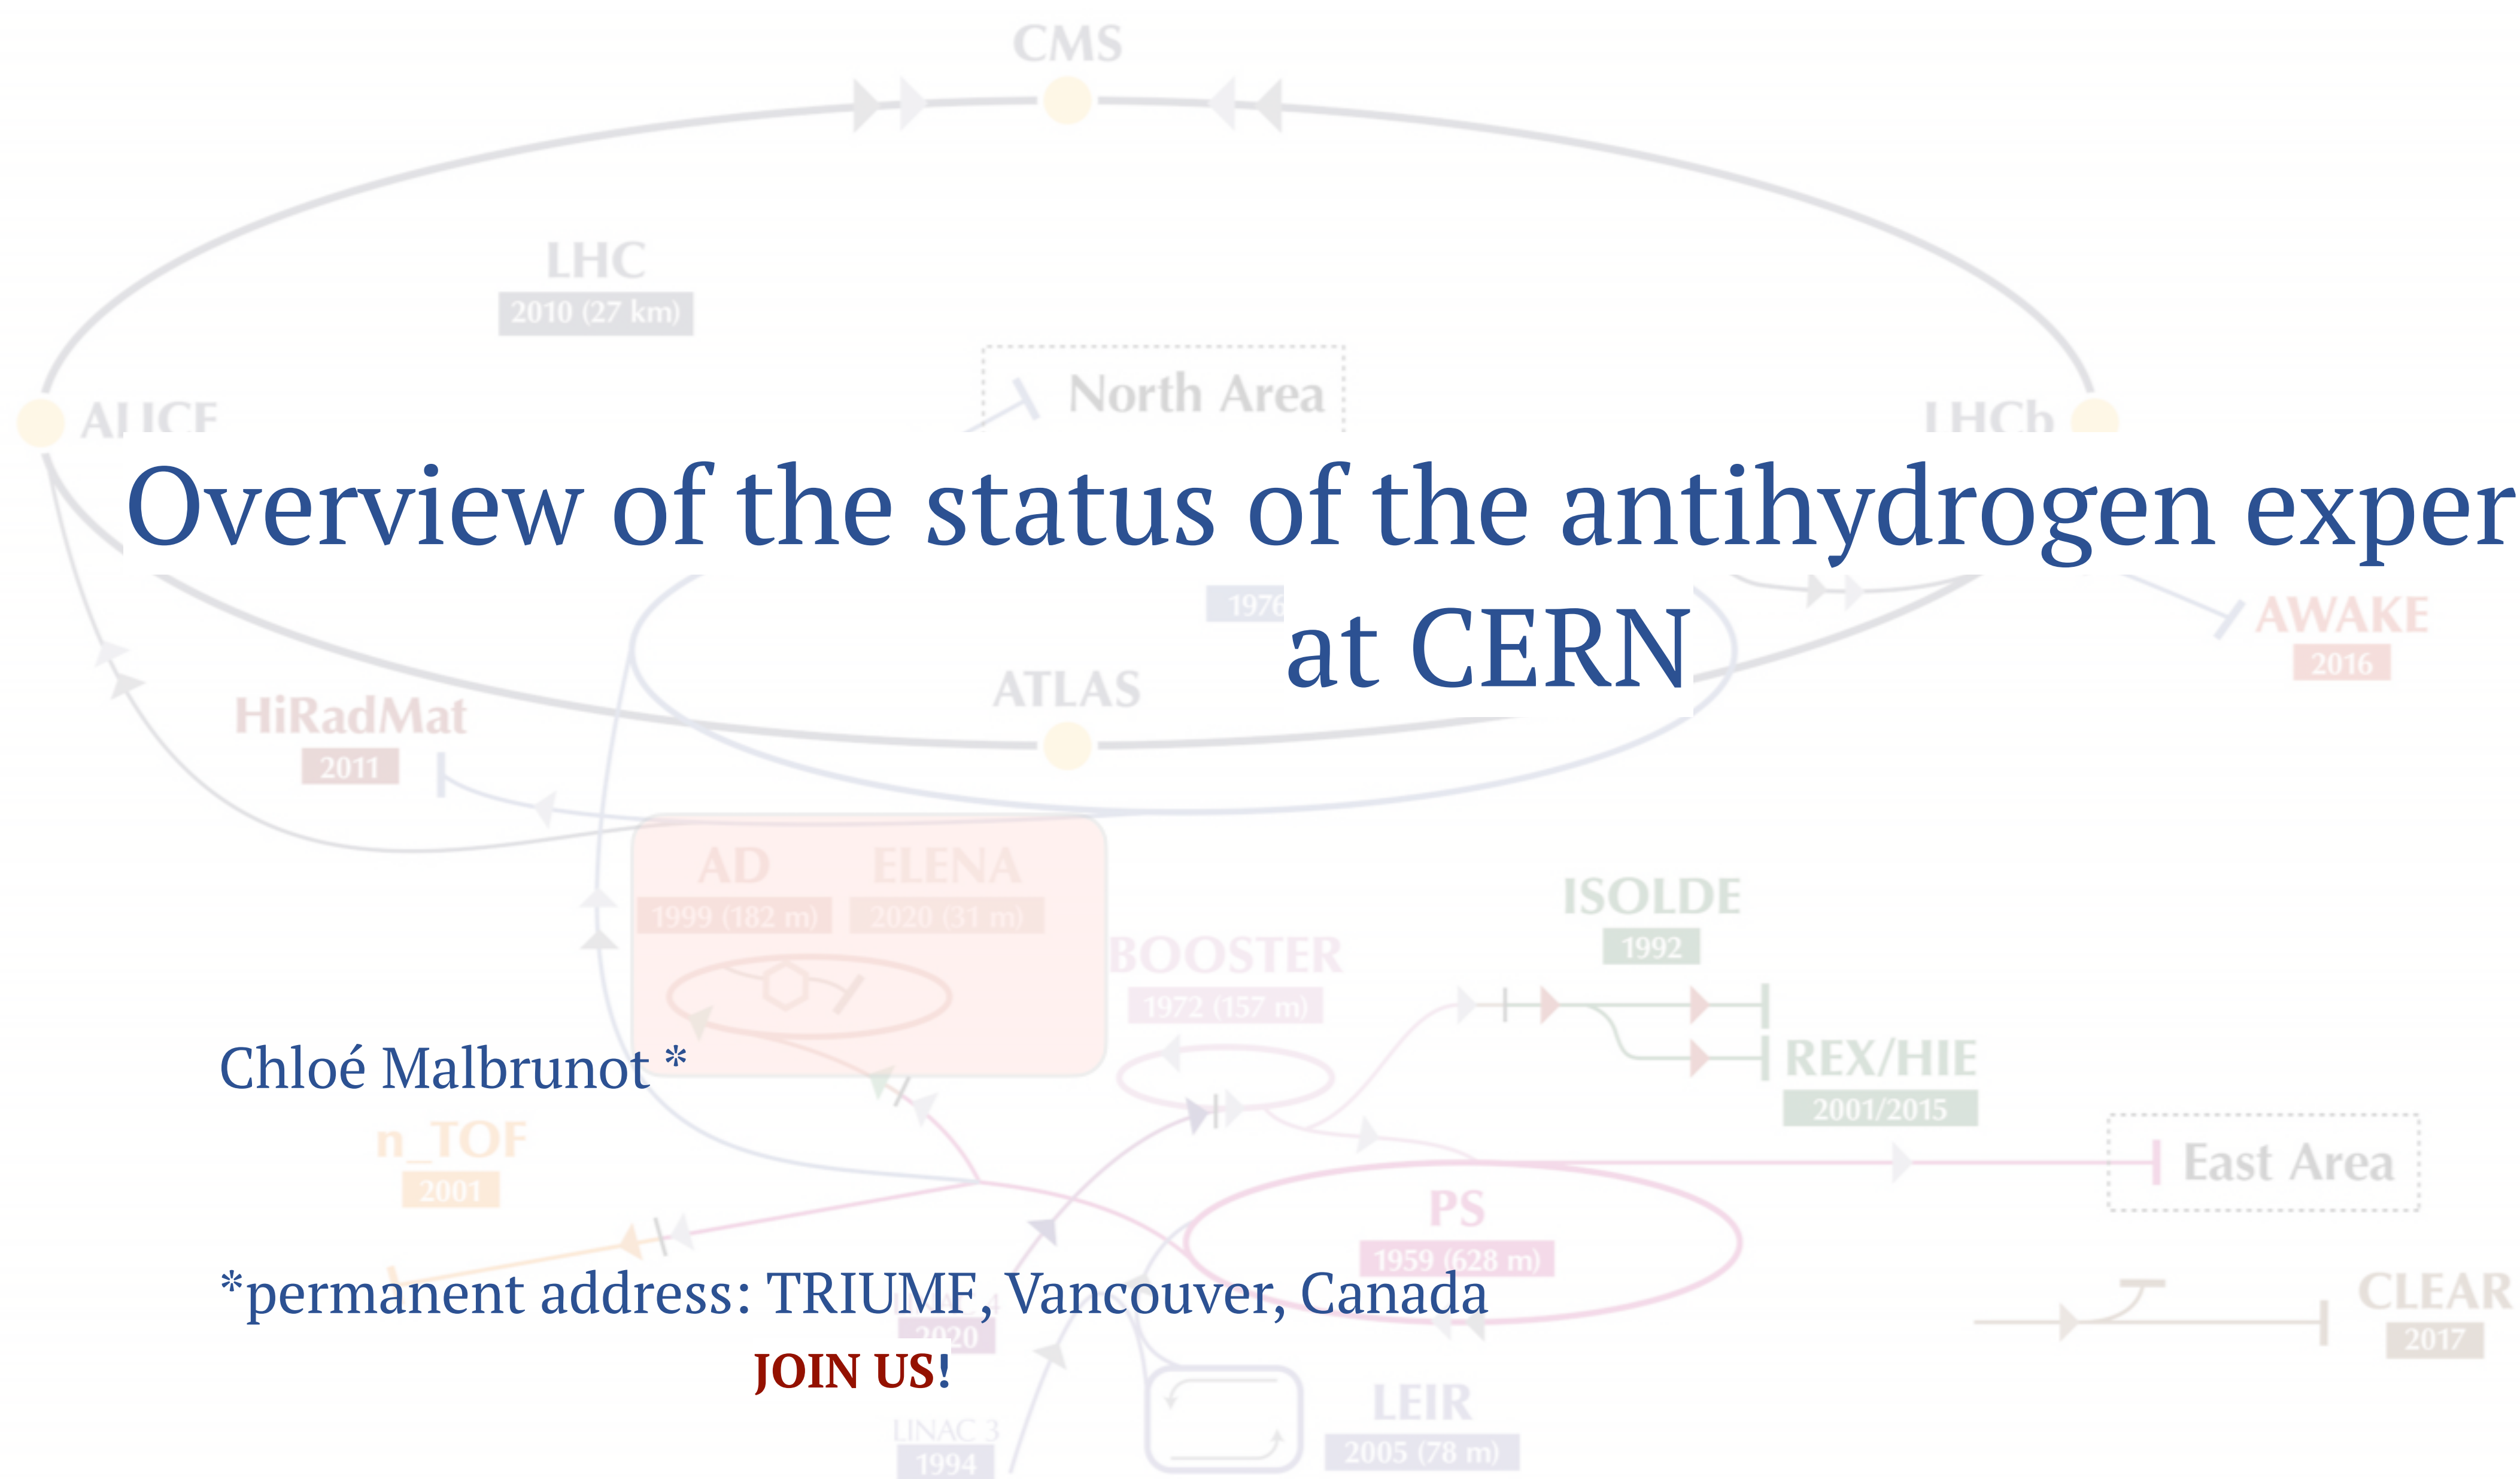 CMS
LHC
2010 (27 km)
North Area
ALICE
LHCb
Overview of the status of the antihydrogen exper
1976
at CERN
AWAKE
2016
ATLAS
HiRadMat
2011
AD
1999 (182 m)
ELENA
2020 (31 m)
ISOLDE
1992
BOOSTER
1972 (157 m)
Chloé Malbrunot *
REX/HIE
2001/2015
n_TOF
2001
East Area
PS
1959 (628 m)
*permanent address: TRIUMF, Vancouver, Canada
2020
CLEAR
2017
JOIN US!
LEIR
2005 (78 m)
LINAC 3
1994